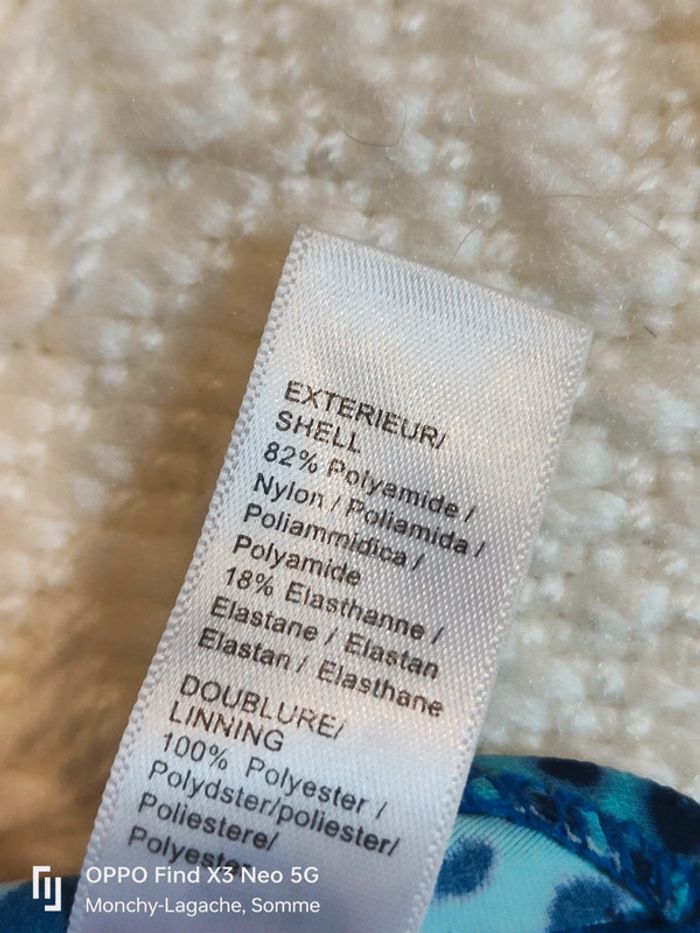 EXTERIEUR/
SHELL
82% Polyamide /
Nylon / Poliamida /
Poliammidica /
Polyamide
18% Elasthanne /
Elastane / Elastan
Elastan / Elasthane
DOUBLURE/
LINNING
100% Polyester /
Polydster/poliester/
Poliestere/
Polyester
OPPO Find X3 Neo 5G
Monchy-Lagache, Somme